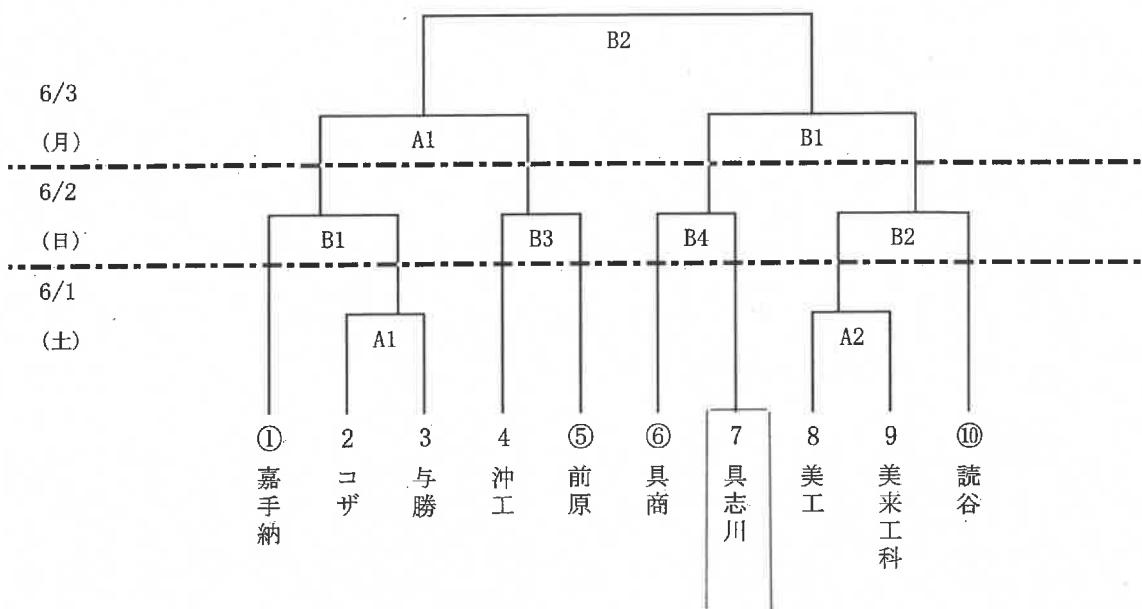 B2
6/3
(月)
A1 B1
6/2
(日)
B1 B3 B4 B2
6/1
(土)
A1 A2
① 2 3 4 ⑤ ⑥ 7 8 9 ⑩
嘉手納
コザ
与勝
沖工
前原
具商
具志川
美工
美来工科
読谷